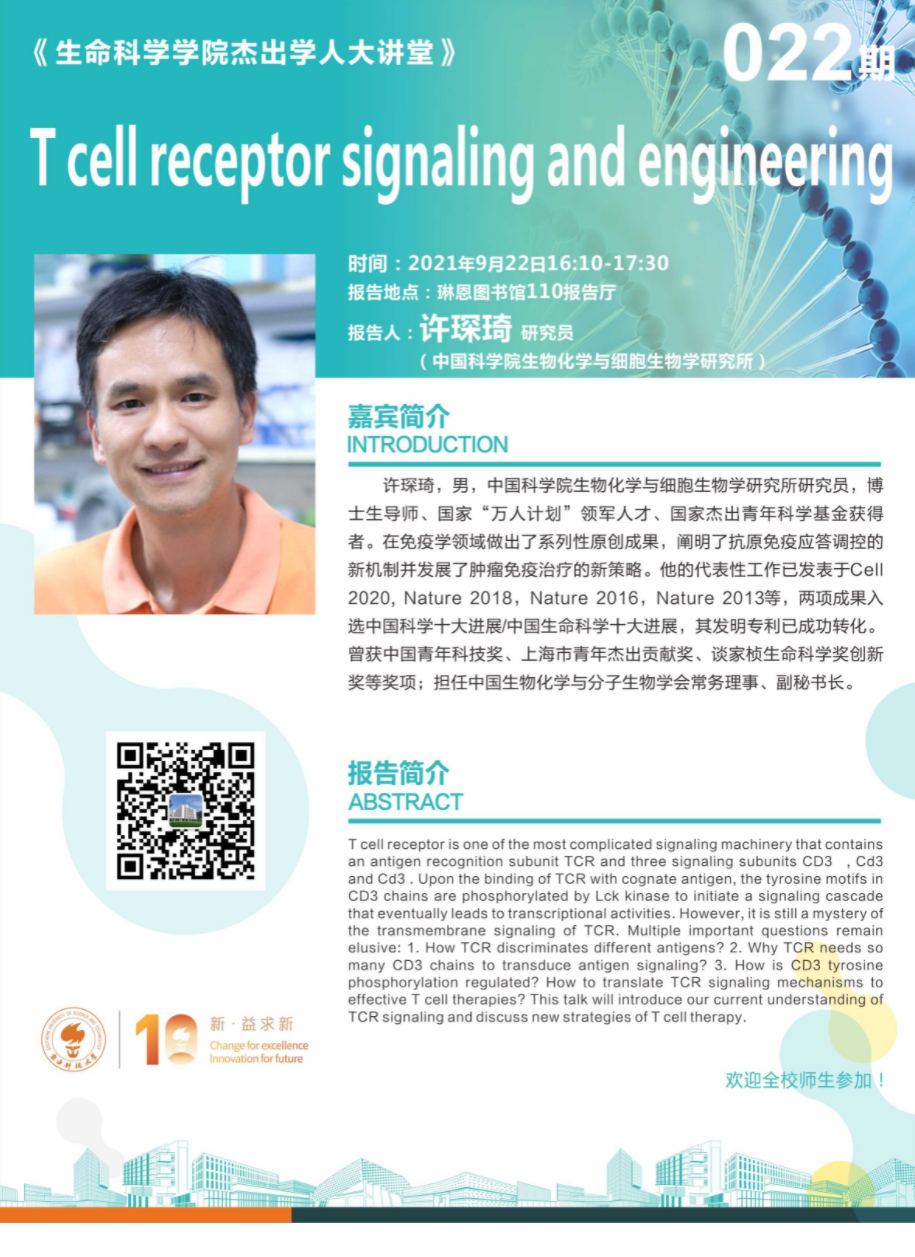 《生命科学学院杰出学人大讲堂》
022期
T cell receptor signaling and engineering
时间：2021年9月22日16:10-17:30
报告地点：琳恩图书馆110报告厅
报告人：许琛琦 研究员
（中国科学院生物化学与细胞生物学研究所）
嘉宾简介
INTRODUCTION
许琛琦，男，中国科学院生物化学与细胞生物学研究所研究员，博
士生导师、国家“万人计划”领军人才、国家杰出青年科学基金获得
者。在免疫学领域做出了系列性原创成果，阐明了抗原免疫应答调控的
新机制并发展了肿瘤免疫治疗的新策略。他的代表性工作已发表于Cell
2020, Nature 2018，Nature 2016，Nature 2013等，两项成果入
选中国科学十大进展/中国生命科学十大进展，其发明专利已成功转化。
曾获中国青年科技奖、上海市青年杰出贡献奖、谈家桢生命科学奖创新
奖等奖项；担任中国生物化学与分子生物学会常务理事、副秘书长。
报告简介
ABSTRACT
T cell receptor is one of the most complicated signaling machinery that contains
an antigen recognition subunit TCR and three signaling subunits CD3 , Cd3
and Cd3 . Upon the binding of TCR with cognate antigen, the tyrosine motifs in
CD3 chains are phosphorylated by Lck kinase to initiate a signaling cascade
that eventually leads to transcriptional activities. However, it is still a mystery of
the transmembrane signaling of TCR. Multiple important questions remain
elusive: 1. How TCR discriminates different antigens? 2. Why TCR needs so
many CD3 chains to transduce antigen signaling? 3. How is CD3 tyrosine
phosphorylation regulated? How to translate TCR signaling mechanisms to
effective T cell therapies? This talk will introduce our current understanding of
TCR signaling and discuss new strategies of T cell therapy.
南方科技大学
10
新·益求新
Change for excellence
Innovation for future
欢迎全校师生参加！